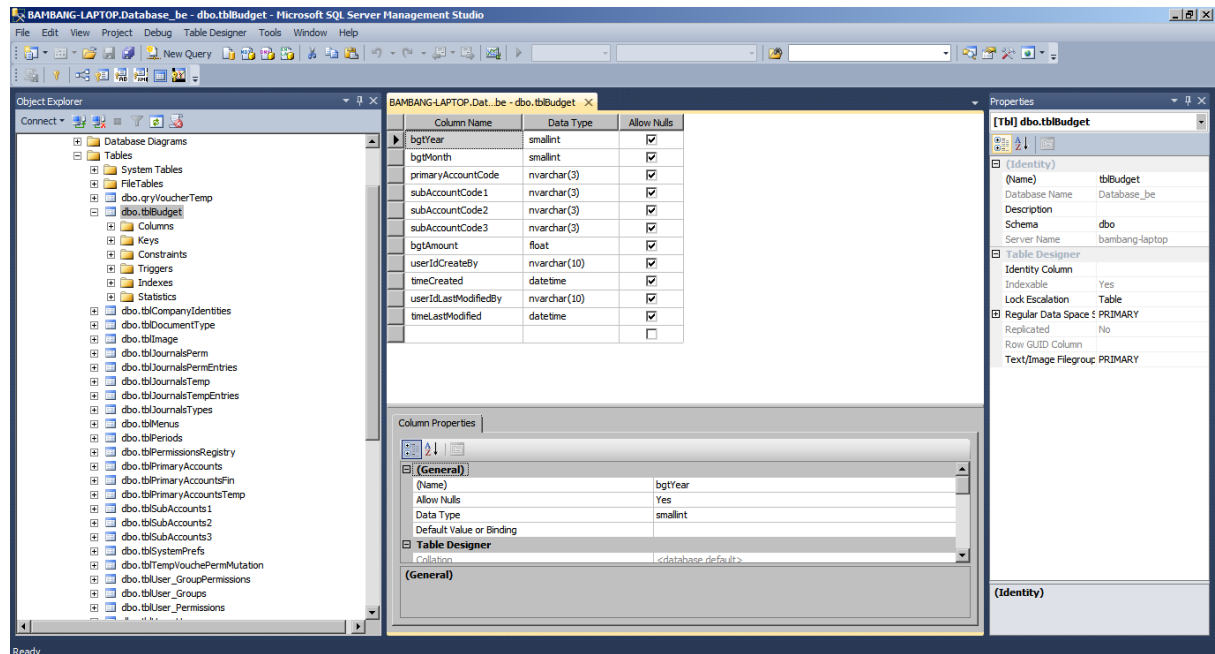 BAMBANG-LAPTOP.Database_be - dbo.tblBudget - Microsoft SQL Server Management Studio
File Edit View Project Debug Table Designer Tools Window Help
New Query
Object Explorer
Connect
Database Diagrams
Tables
System Tables
FileTables
dbo.qryVoucherTemp
dbo.tblBudget
Columns
Keys
Constraints
Triggers
Indexes
Statistics
dbo.tblCompanyIdentities
dbo.tblDocumentType
dbo.tblImage
dbo.tblJournalsPerm
dbo.tblJournalsPermEntries
dbo.tblJournalsTemp
dbo.tblJournalsTempEntries
dbo.tblJournalsTypes
dbo.tblMenus
dbo.tblPeriods
dbo.tblPermissionsRegistry
dbo.tblPrimaryAccounts
dbo.tblPrimaryAccountsFin
dbo.tblPrimaryAccountsTemp
dbo.tblSubAccounts1
dbo.tblSubAccounts2
dbo.tblSubAccounts3
dbo.tblSystemPrefs
dbo.tblTempVouchePermMutation
dbo.tblUser_GroupPermissions
dbo.tblUser_Groups
dbo.tblUser_Permissions
BAMBANG-LAPTOP.Dat...be - dbo.tblBudget
Column Name Data Type Allow Nulls
bgtYear smallint
bgtMonth smallint
primaryAccountCode nvarchar(3)
subAccountCode1 nvarchar(3)
subAccountCode2 nvarchar(3)
subAccountCode3 nvarchar(3)
bgtAmount float
userIdCreateBy nvarchar(10)
timeCreated datetime
userIdLastModifiedBy nvarchar(10)
timeLastModified datetime
Column Properties
(General)
(Name) bgtYear
Allow Nulls Yes
Data Type smallint
Default Value or Binding
Table Designer
Collation <database default>
(General)
Properties
[Tbl] dbo.tblBudget
(Identity)
(Name) tblBudget
Database Name Database_be
Description
Schema dbo
Server Name bambang-laptop
Table Designer
Identity Column
Indexable Yes
Lock Escalation Table
Regular Data Space S PRIMARY
Replicated No
Row GUID Column
Text/Image Filegroup PRIMARY
(Identity)
Ready